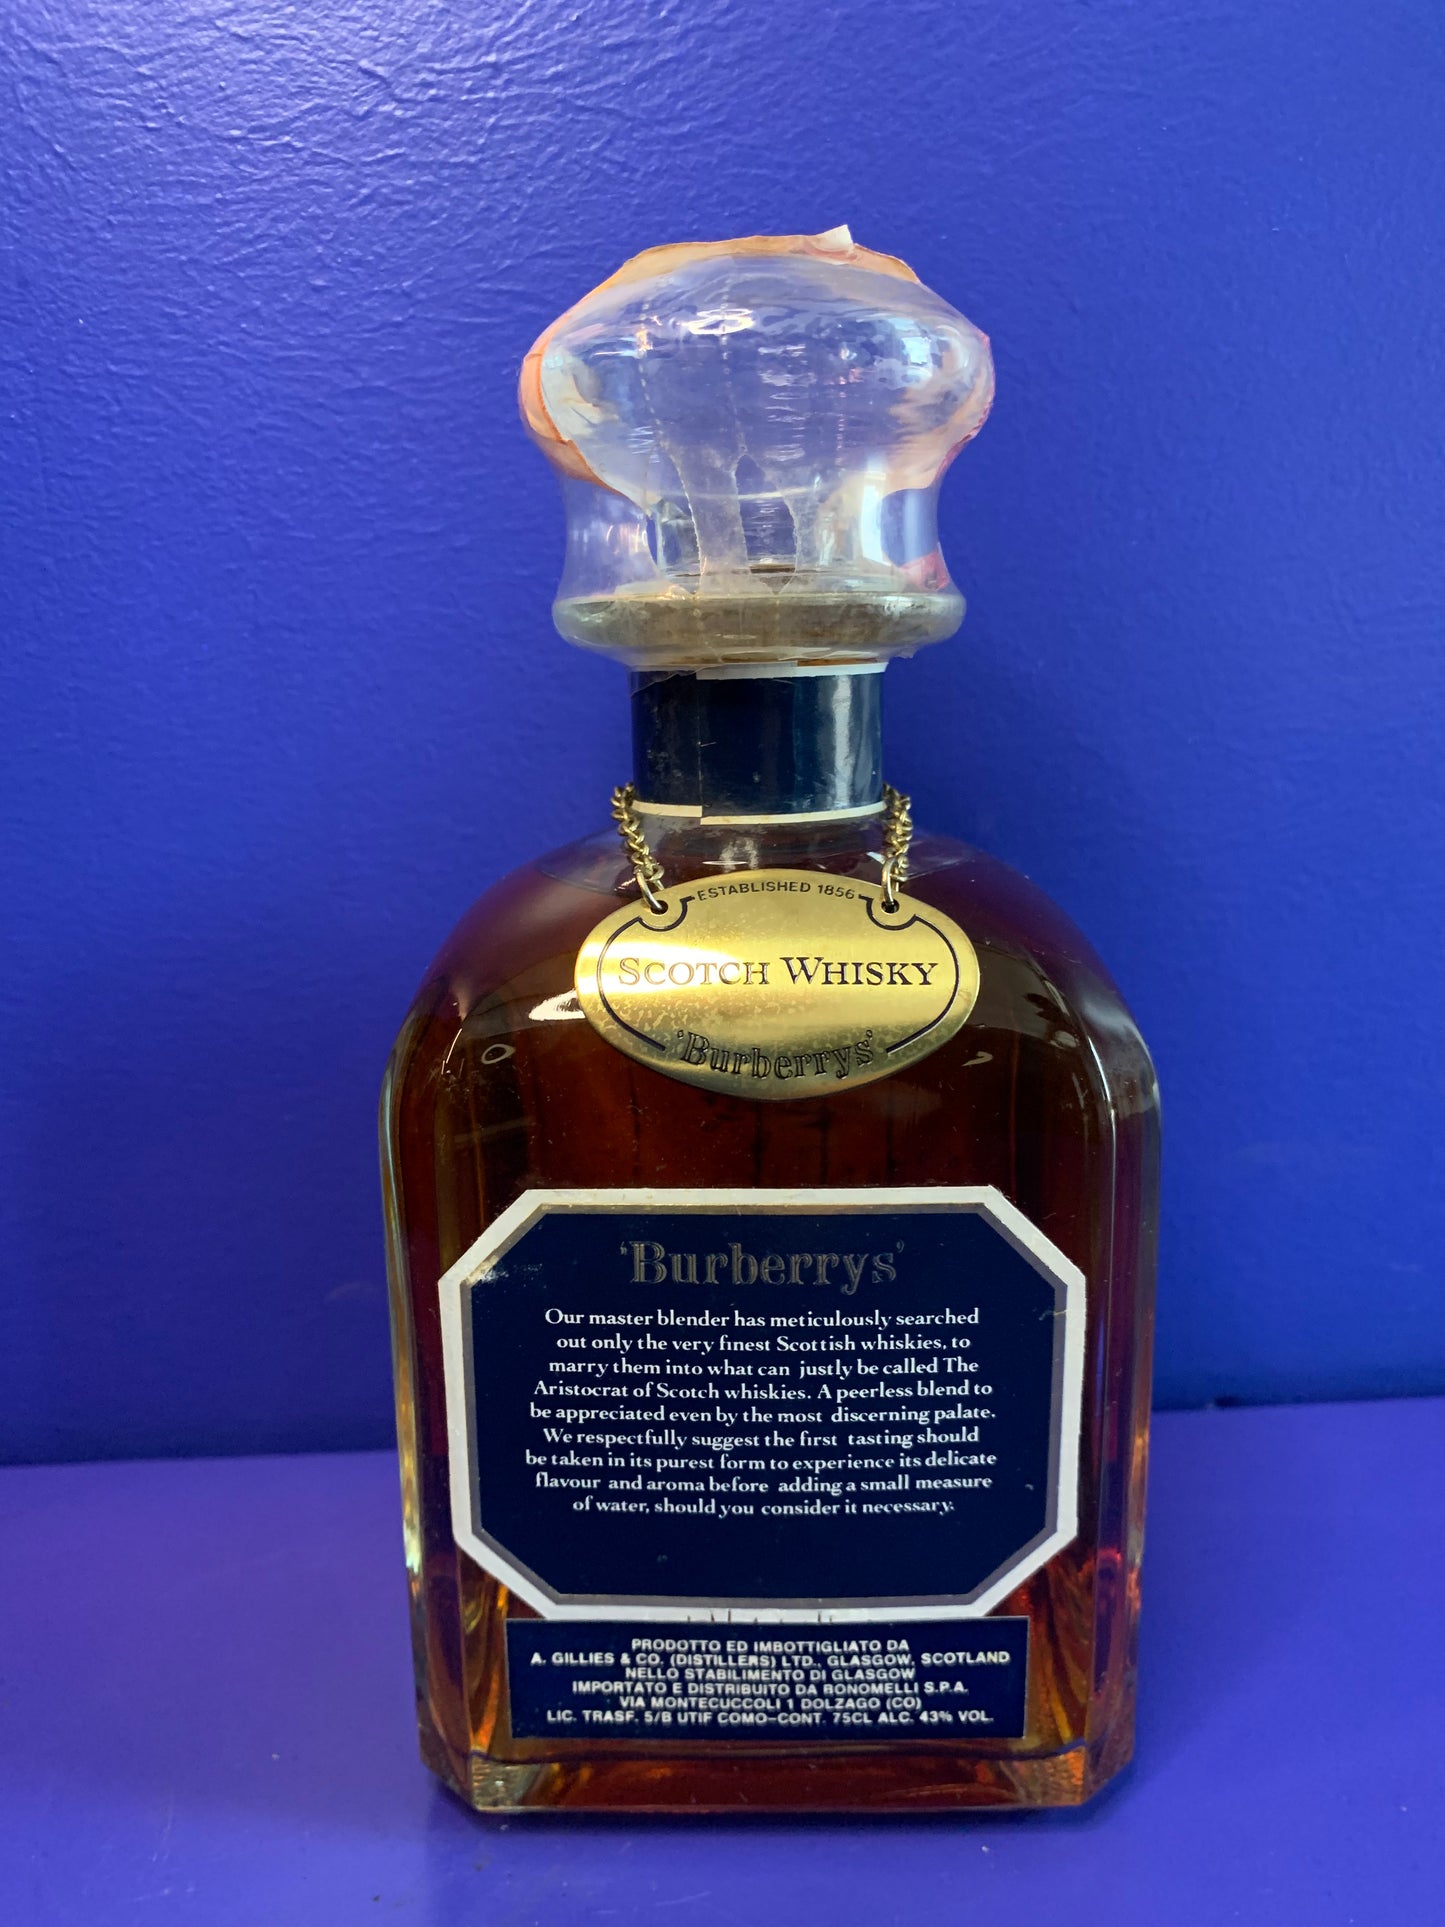 ESTABLISHED 1856
SCOTCH WHISKY
'Burberrys'
'Burberrys'
Our master blender has meticulously searched
out only the very finest Scottish whiskies, to
marry them into what can justly be called The
Aristocrat of Scotch whiskies. A peerless blend to
be appreciated even by the most discerning palate.
We respectfully suggest the first tasting should
be taken in its purest form to experience its delicate
flavour and aroma before adding a small measure
of water, should you consider it necessary.
PRODOTTO ED IMBOTTIGLIATO DA
A. GILLIES & CO. (DISTILLERS) LTD., GLASGOW, SCOTLAND
NELLO STABILIMENTO DI GLASGOW
IMPORTATO E DISTRIBUITO DA RONOMELLI S.P.A.
VIA MONTECUCCOLI 1 DOLZAGO (CO)
LIC. TRASF. 5/B UTIF COMO-CONT. 75CL ALC. 43% VOL.